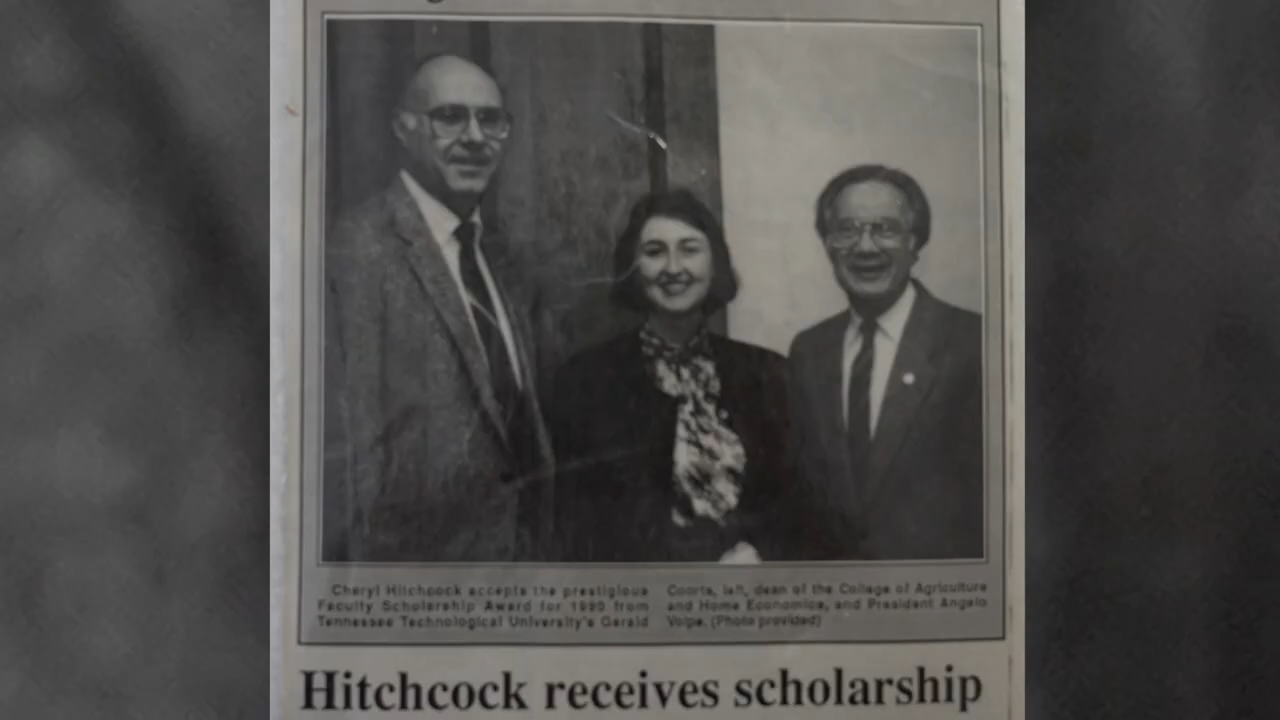 Cheryl Hitchcock accepts the prestigious
Faculty Scholarship Award for 1990 from
Tennessee Technological University's Gerald
Coorts, left, dean of the College of Agriculture
and Home Economics, and President Angelo
Volpe. (Photo provided)
Hitchcock receives scholarship